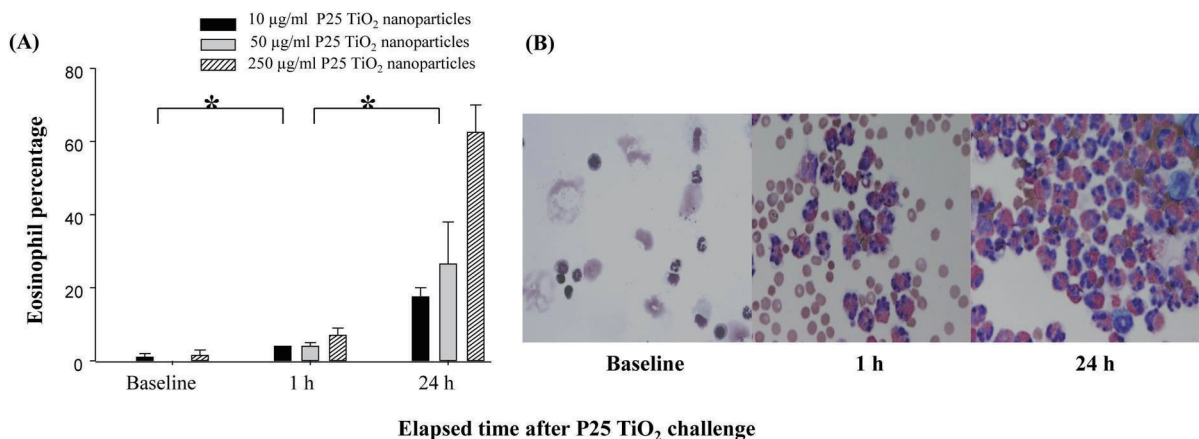 (A)
10 µg/ml P25 TiO₂ nanoparticles
50 µg/ml P25 TiO₂ nanoparticles
250 µg/ml P25 TiO₂ nanoparticles
Eosinophil percentage
80
60
40
20
0
*
*
Baseline
1 h
24 h
(B)
Baseline
1 h
24 h
Elapsed time after P25 TiO₂ challenge